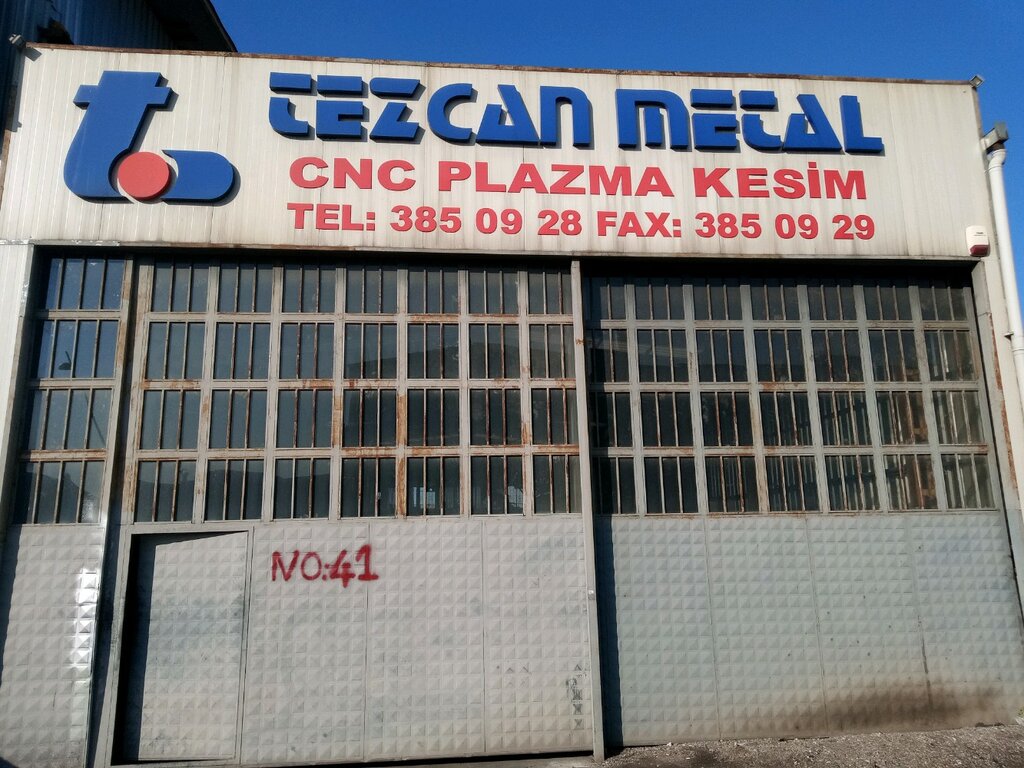 TEZCAN METAL
CNC PLAZMA KESİM
TEL: 385 09 28 FAX: 385 09 29
NO:41